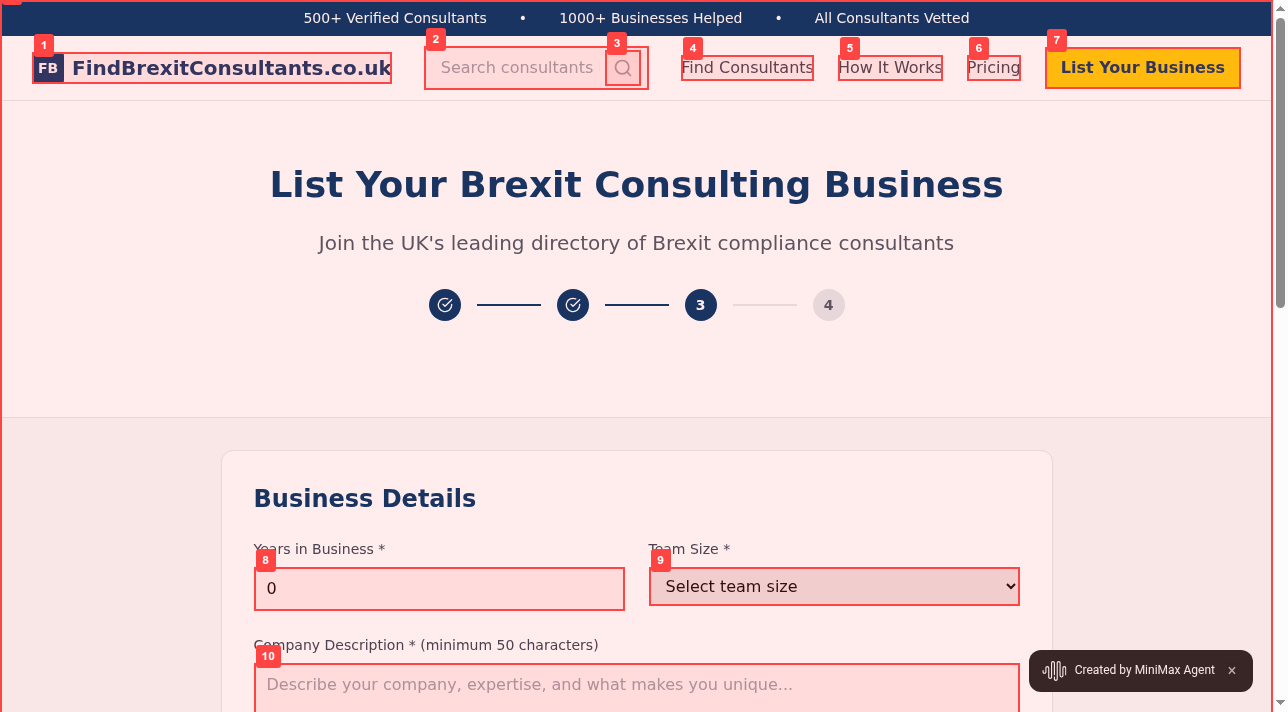 500+ Verified Consultants • 1000+ Businesses Helped • All Consultants Vetted
1 2 3 4 5 6 7
FB FindBrexitConsultants.co.uk Search consultants Find Consultants How It Works Pricing List Your Business
List Your Brexit Consulting Business
Join the UK's leading directory of Brexit compliance consultants
3 4
Business Details
Years in Business * Team Size *
8 9
0 Select team size
Company Description * (minimum 50 characters)
10
Describe your company, expertise, and what makes you unique...
Created by MiniMax Agent ×